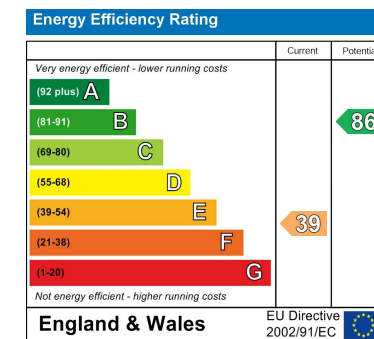 Energy Efficiency Rating
Current Potentia
Very energy efficient - lower running costs
(92 plus) A
(81-91) B 86
(69-80) C
(55-68) D
(39-54) E 39
(21-38) F
(1-20) G
Not energy efficient - higher running costs
England & Wales
EU Directive
2002/91/EC